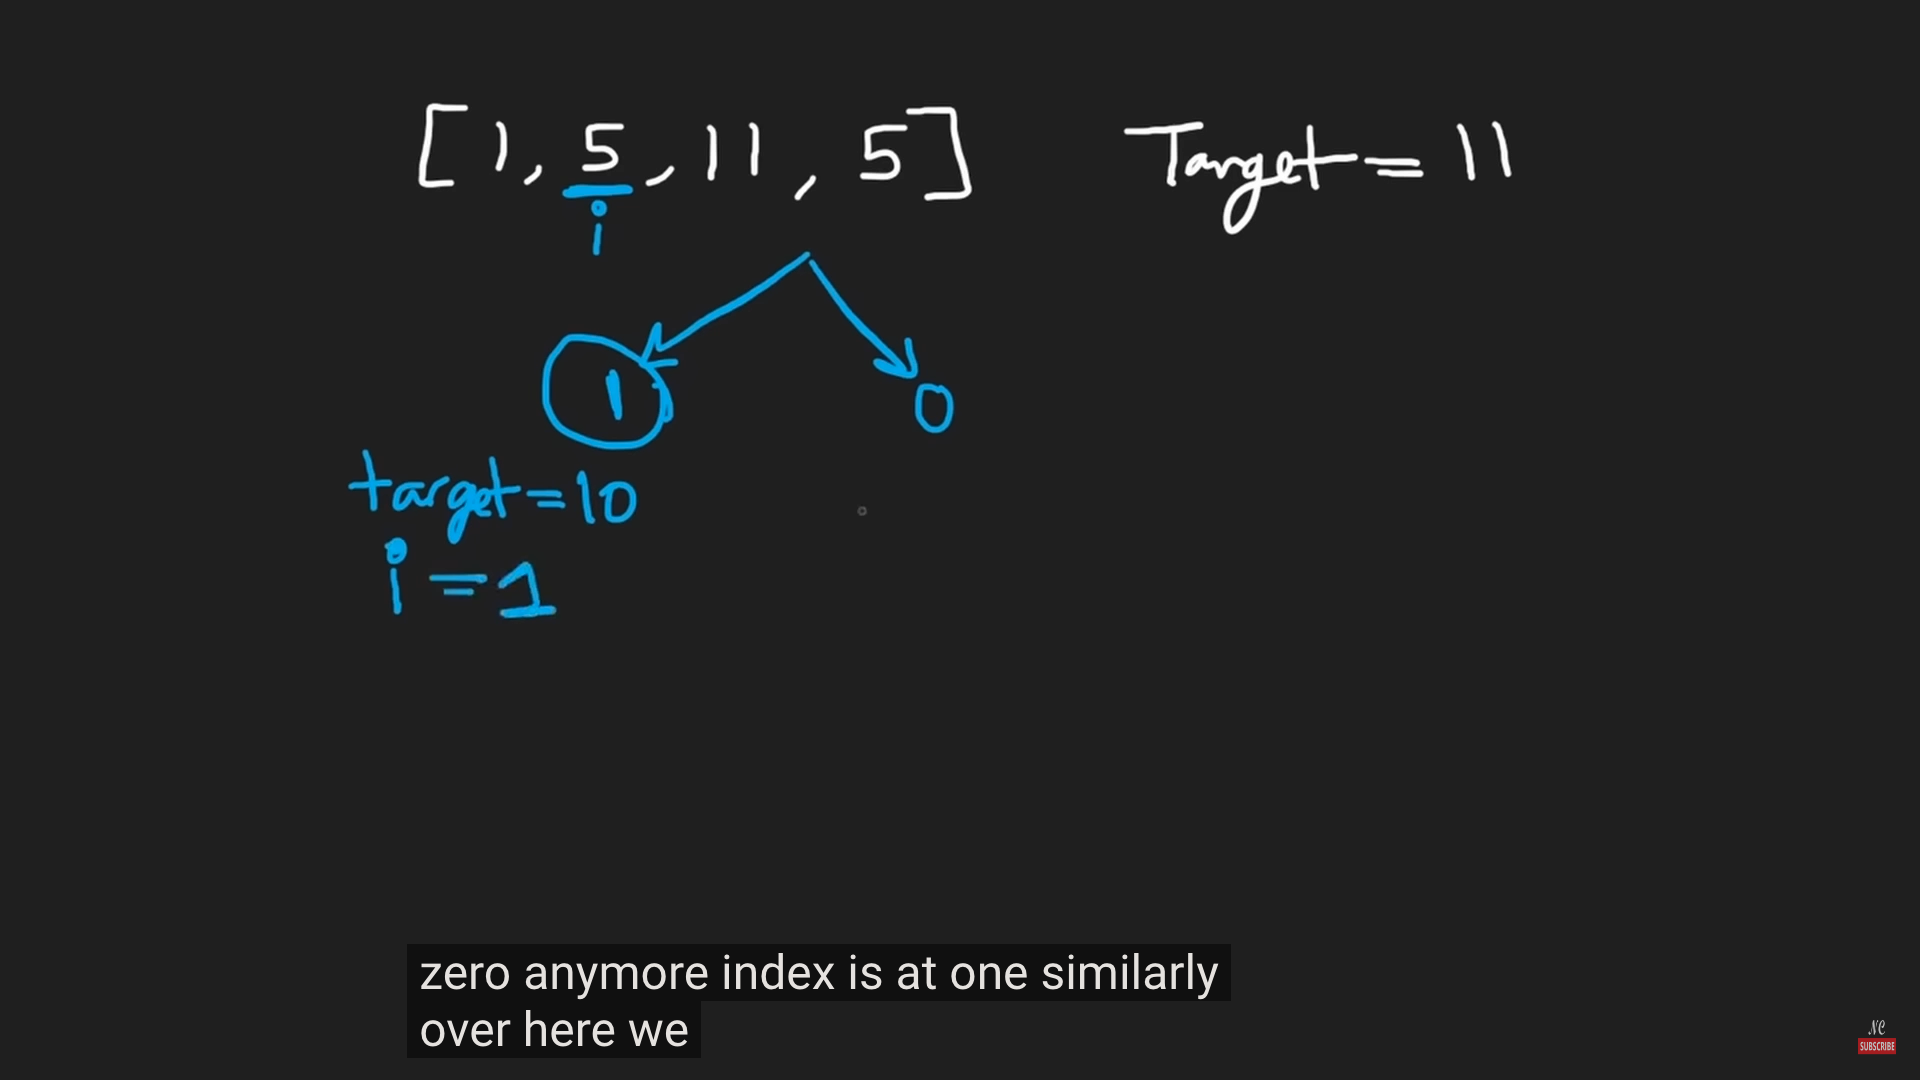 [1, 5, 11, 5] Target = 11
i
1 0
target=10
i=1
zero anymore index is at one similarly
over here we
NC
SUBSCRIBE